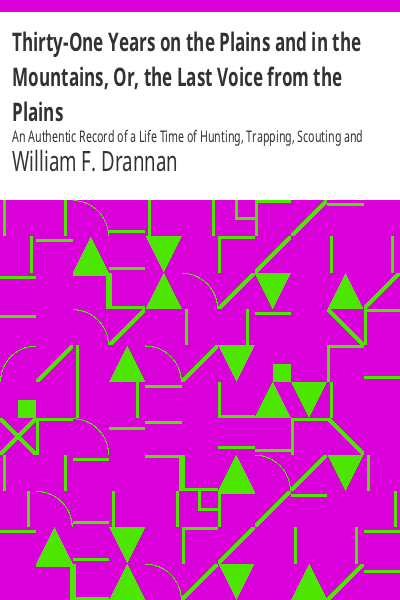 Thirty-One Years on the Plains and in the
Mountains, Or, the Last Voice from the
Plains
An Authentic Record of a Life Time of Hunting, Trapping, Scouting and
William F. Drannan